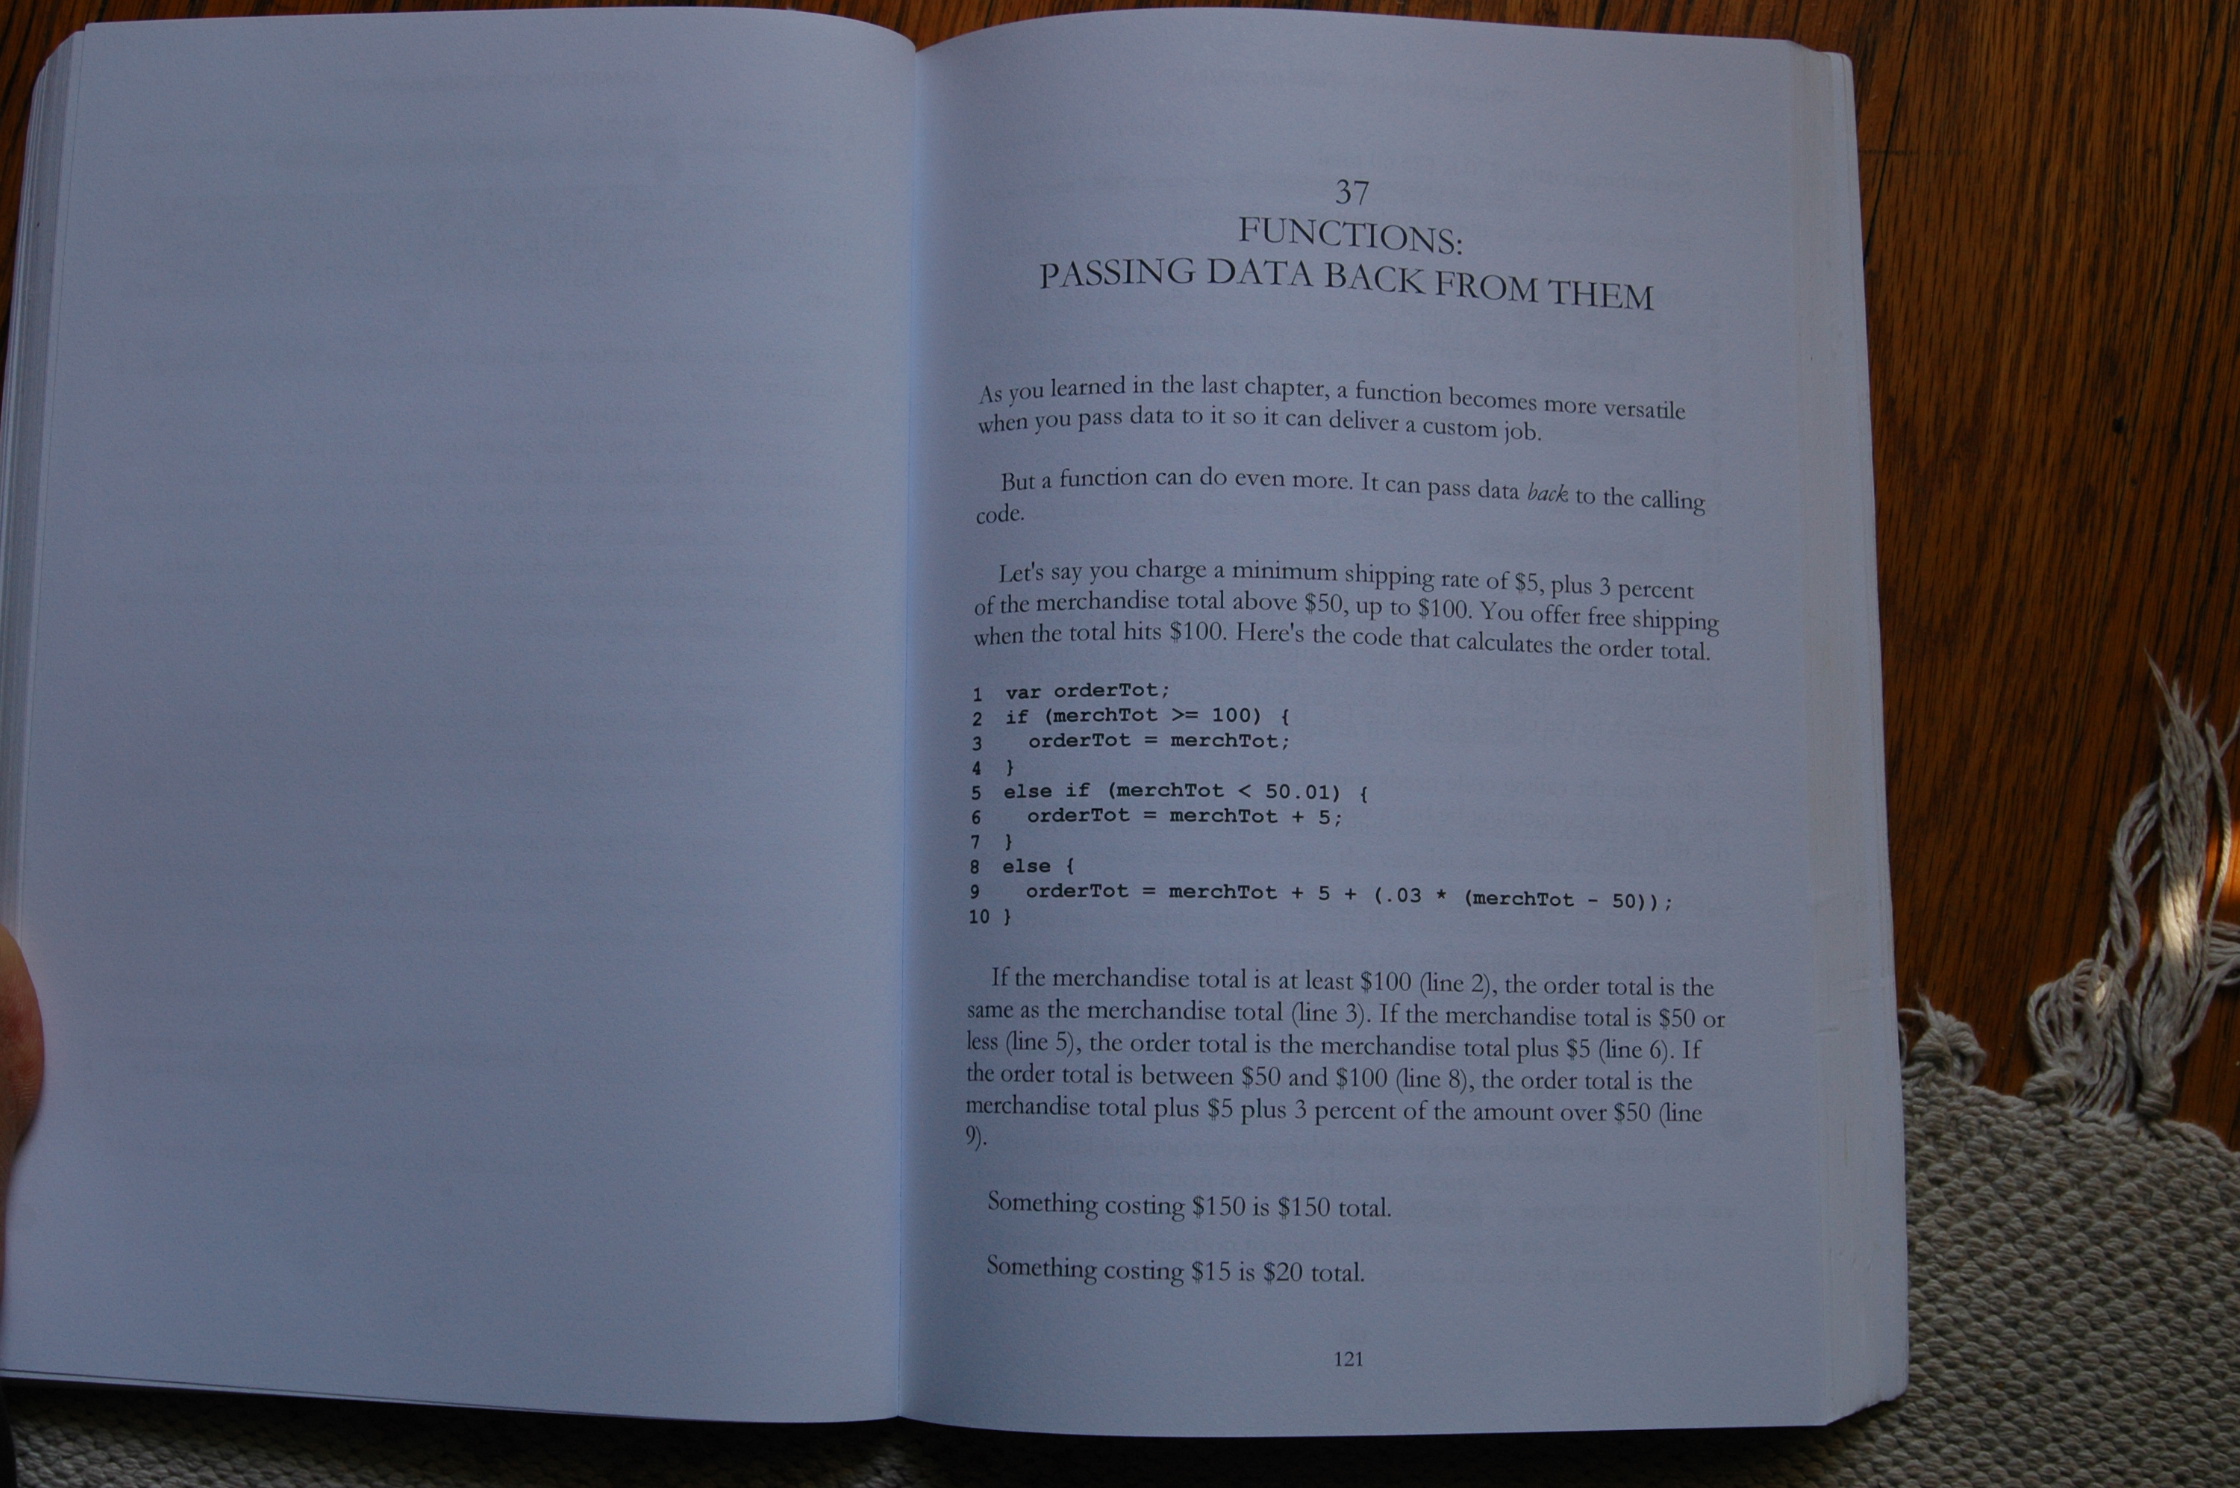 37
FUNCTIONS:
PASSING DATA BACK FROM THEM
As you learned in the last chapter, a function becomes more versatile
when you pass data to it so it can deliver a custom job.
But a function can do even more. It can pass data back to the calling
code.
Let's say you charge a minimum shipping rate of $5, plus 3 percent
of the merchandise total above $50, up to $100. You offer free shipping
when the total hits $100. Here's the code that calculates the order total.
1 var orderTot;
2 if (merchTot >= 100) {
3   orderTot = merchTot;
4 }
5 else if (merchTot < 50.01) {
6   orderTot = merchTot + 5;
7 }
8 else {
9   orderTot = merchTot + 5 + (.03 * (merchTot - 50));
10 }
If the merchandise total is at least $100 (line 2), the order total is the
same as the merchandise total (line 3). If the merchandise total is $50 or
less (line 5), the order total is the merchandise total plus $5 (line 6). If
the order total is between $50 and $100 (line 8), the order total is the
merchandise total plus $5 plus 3 percent of the amount over $50 (line
9).
Something costing $150 is $150 total.
Something costing $15 is $20 total.
121